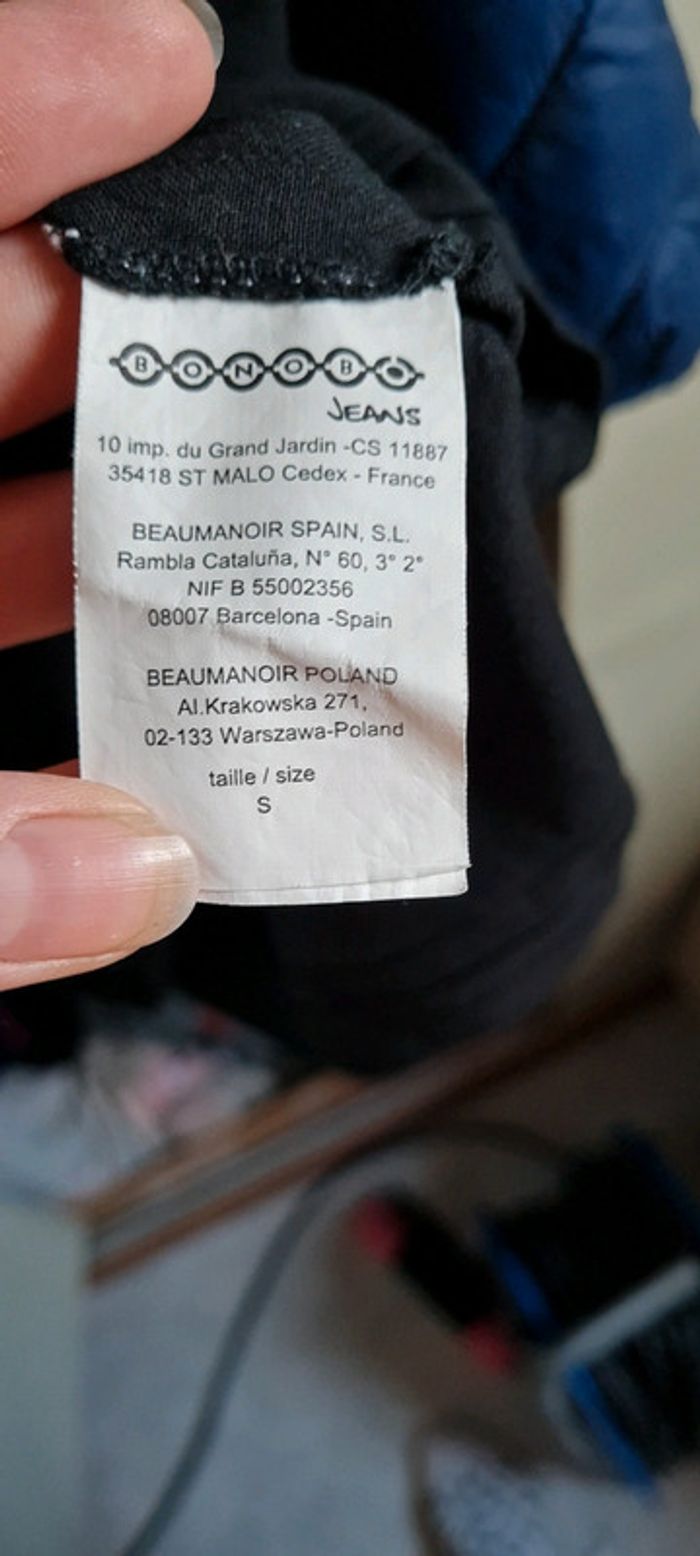 BONOBO
JEANS
10 imp. du Grand Jardin -CS 11887
35418 ST MALO Cedex - France
BEAUMANOIR SPAIN, S.L.
Rambla Cataluña, N° 60, 3° 2°
NIF B 55002356
08007 Barcelona -Spain
BEAUMANOIR POLAND
Al.Krakowska 271,
02-133 Warszawa-Poland
taille / size
S